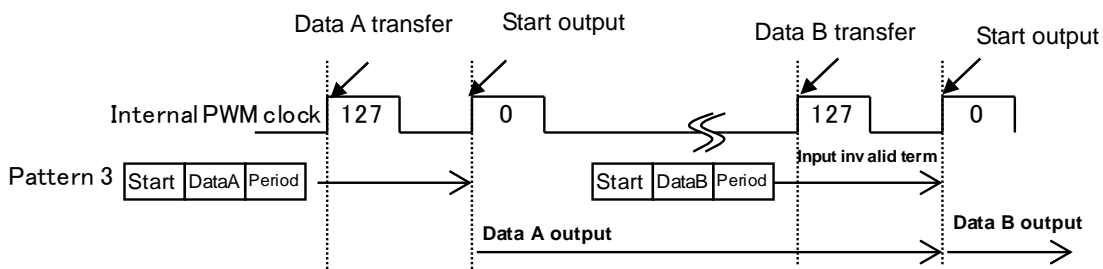 Data A transfer
Start output
Data B transfer
Start output
Internal PWM clock
127
0
127
0
Input invalid term
Pattern 3
Start
DataA
Period
Start
DataB
Period
Data A output
Data B output